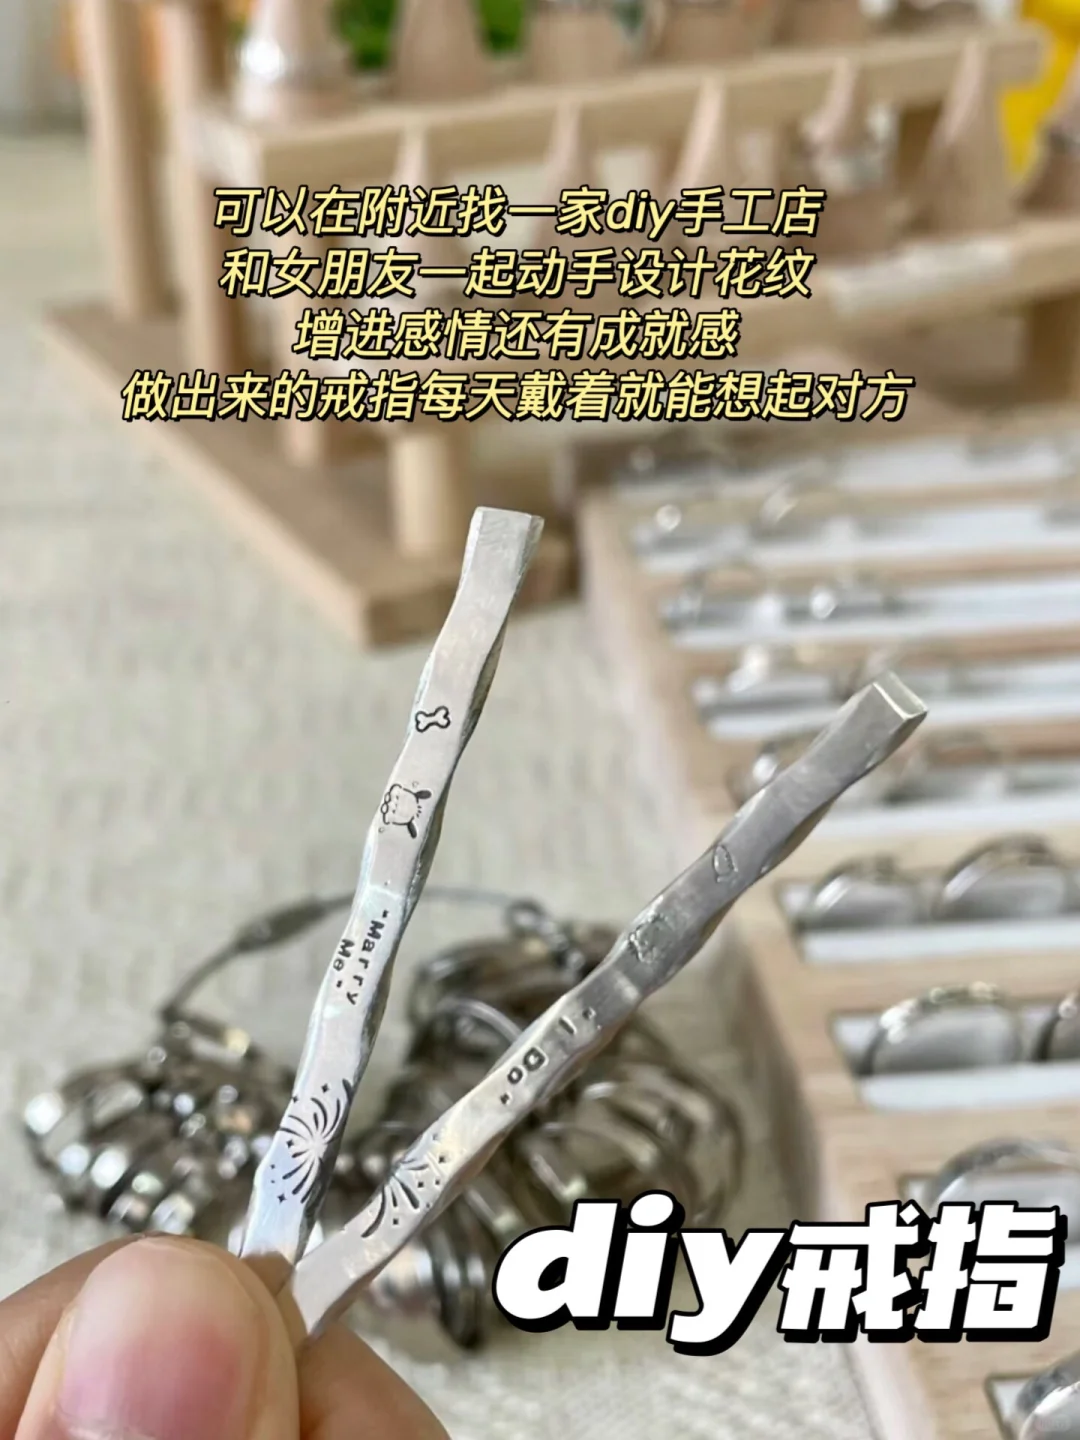 可以在附近找一家diy手工店
和女朋友一起动手设计花纹
增进感情还有成就感
做出来的戒指每天戴着就能想起对方
"Marry
Me"
"I
Do"
diy戒指